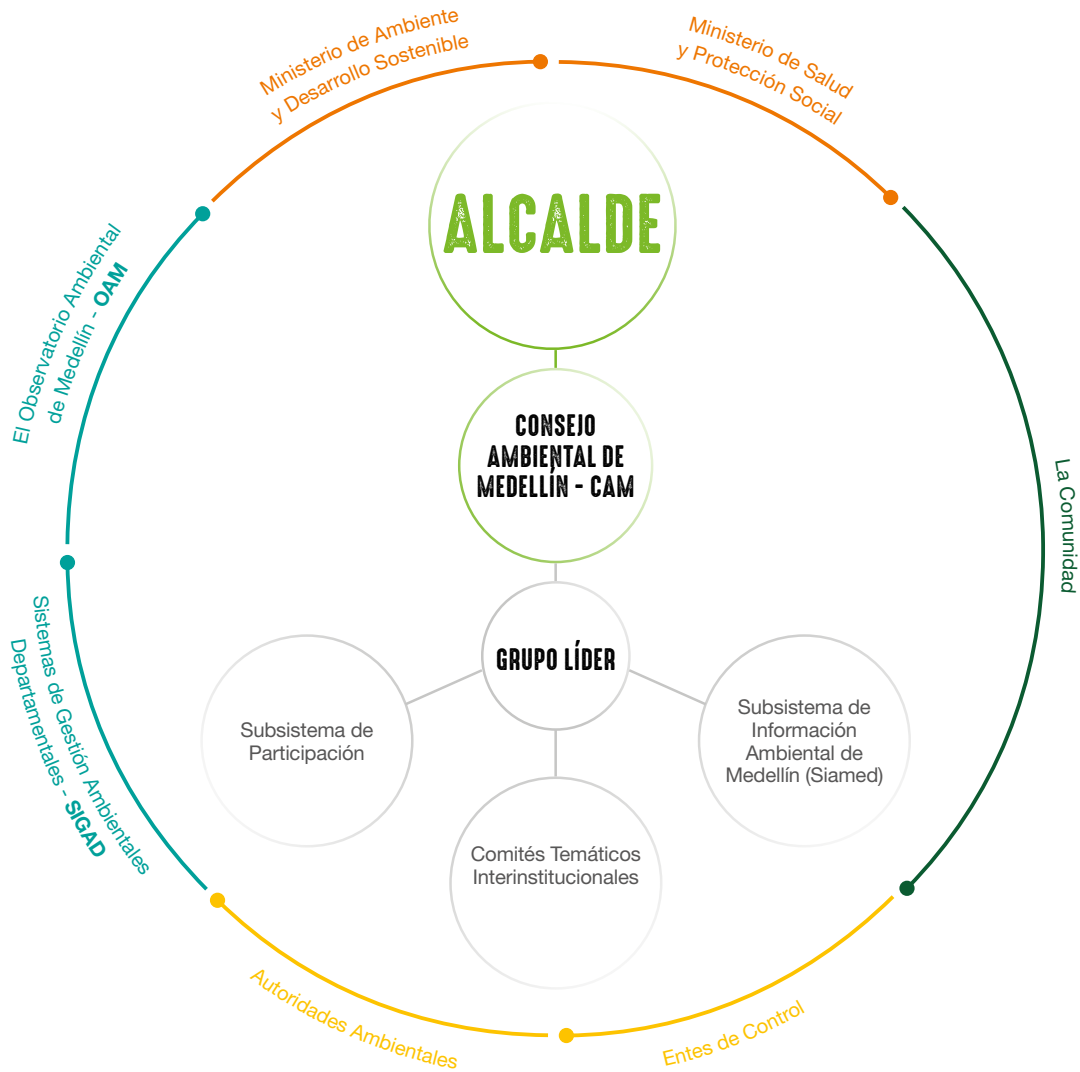 Ministerio de Ambiente
y Desarrollo Sostenible
Ministerio de Salud
y Protección Social
ALCALDE
El Observatorio Ambiental
de Medellín - OAM
CONSEJO
AMBIENTAL DE
MEDELLÍN - CAM
La Comunidad
Sistemas de Gestión Ambientales
Departamentales - SIGAD
GRUPO LÍDER
Subsistema de
Participación
Subsistema de
Información
Ambiental de
Medellín (Siamed)
Comités Temáticos
Interinstitucionales
Autoridades Ambientales
Entes de Control